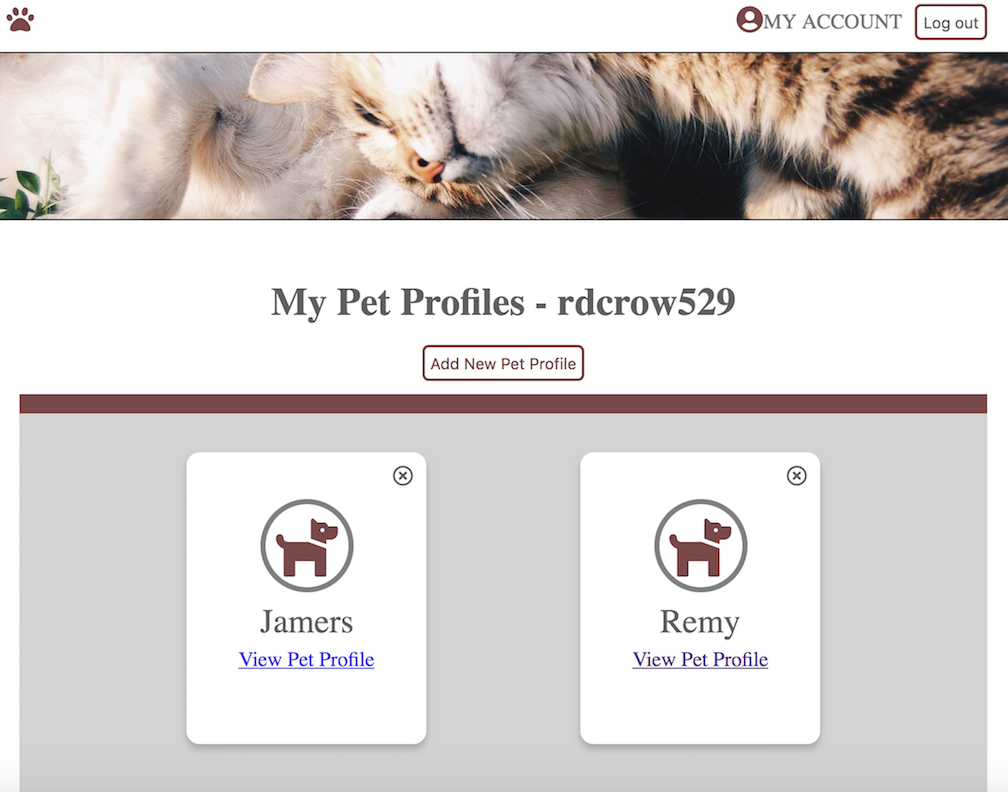 MY ACCOUNT Log out
My Pet Profiles - rdcrow529
Add New Pet Profile
Jamers
View Pet Profile
Remy
View Pet Profile